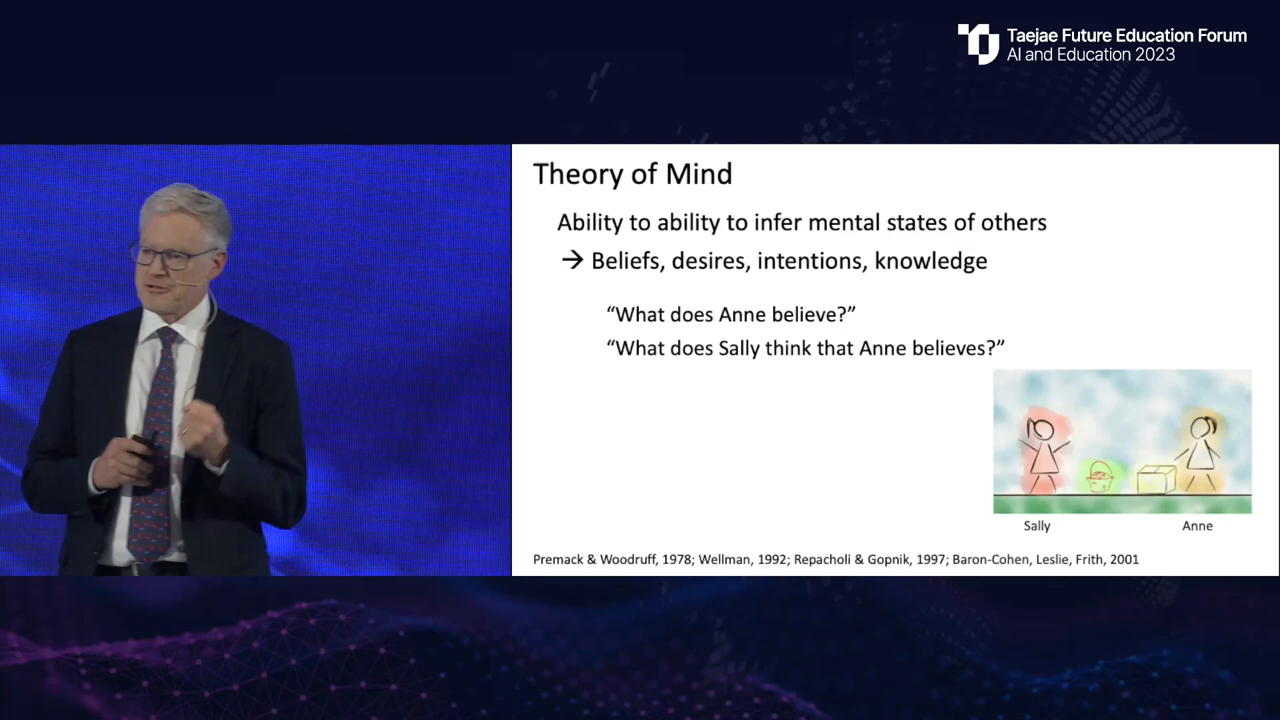 Taejae Future Education Forum
AI and Education 2023
Theory of Mind
Ability to ability to infer mental states of others
→ Beliefs, desires, intentions, knowledge
“What does Anne believe?”
“What does Sally think that Anne believes?”
Sally
Anne
Premack & Woodruff, 1978; Wellman, 1992; Repacholi & Gopnik, 1997; Baron-Cohen, Leslie, Frith, 2001